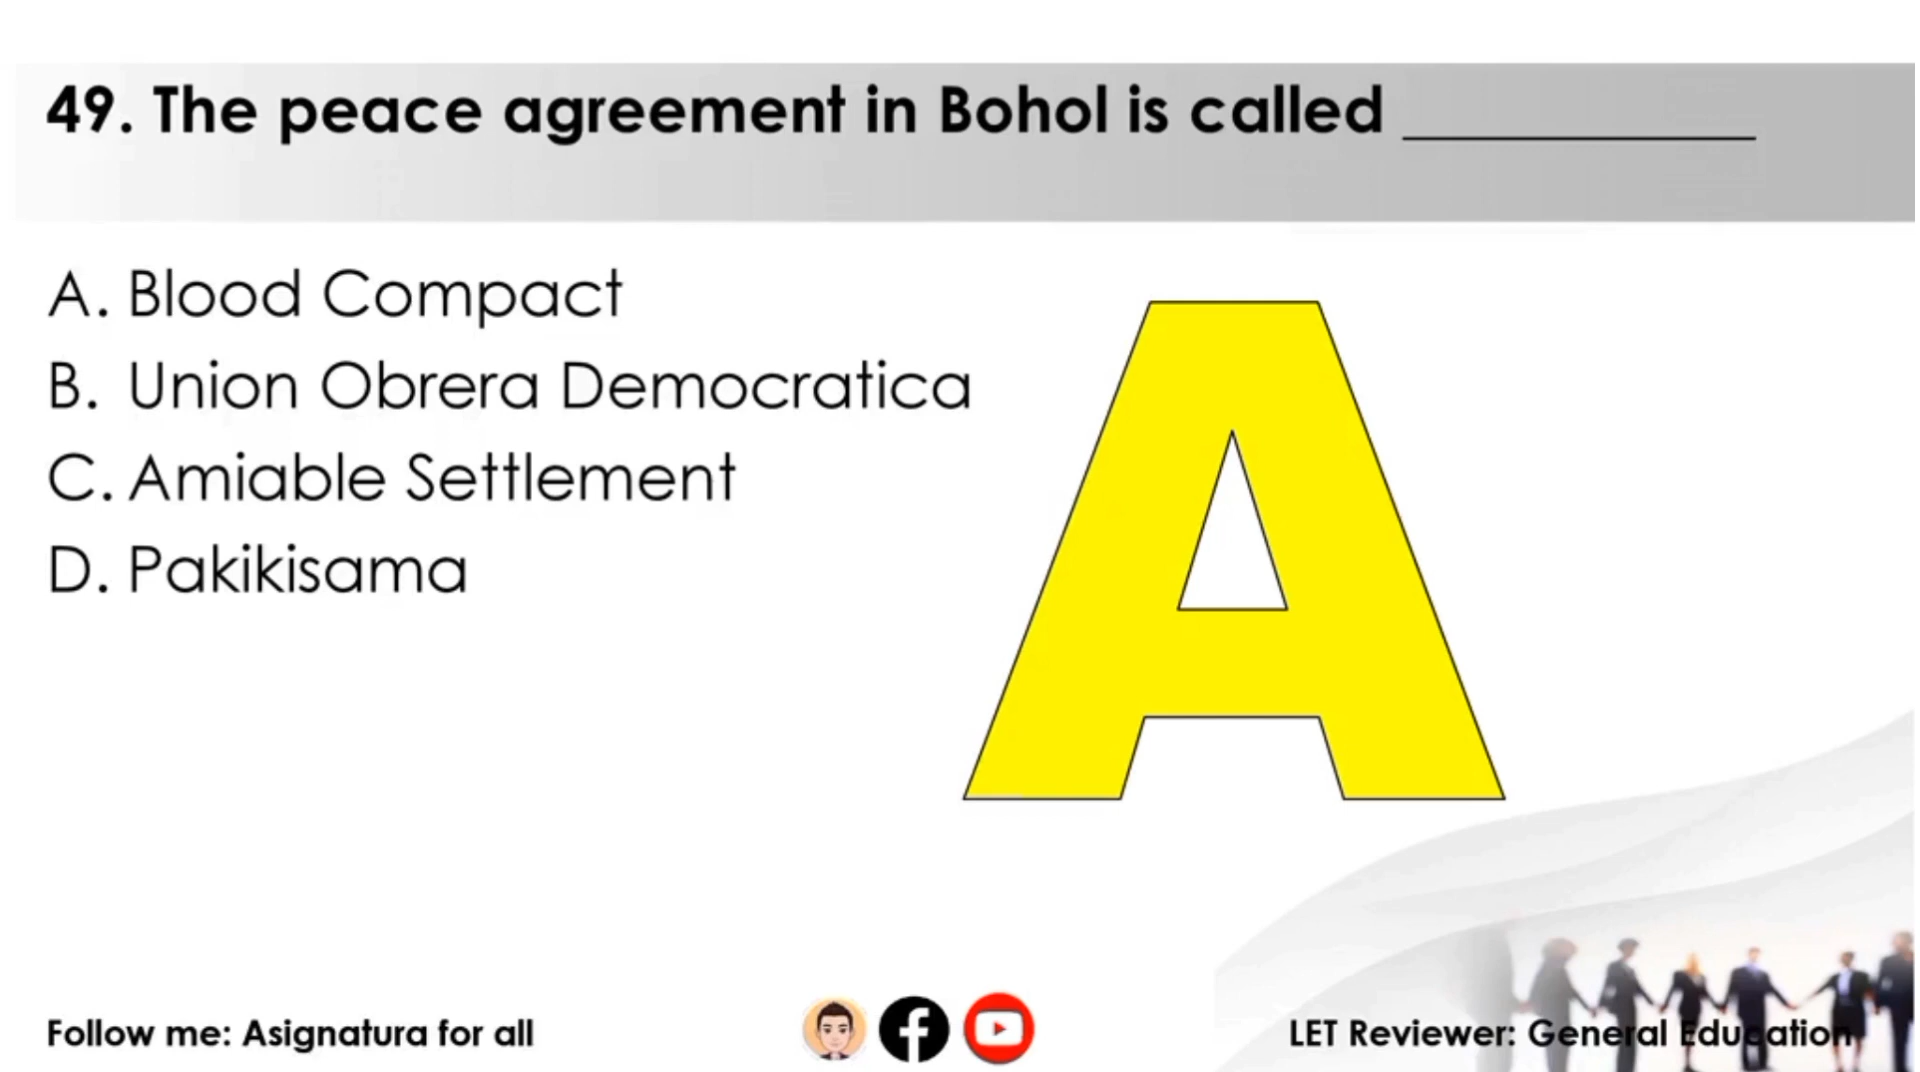 49. The peace agreement in Bohol is called ___________
A. Blood Compact
B. Union Obrera Democratica
C. Amiable Settlement
D. Pakikisama
A
Follow me: Asignatura for all
LET Reviewer: General Education